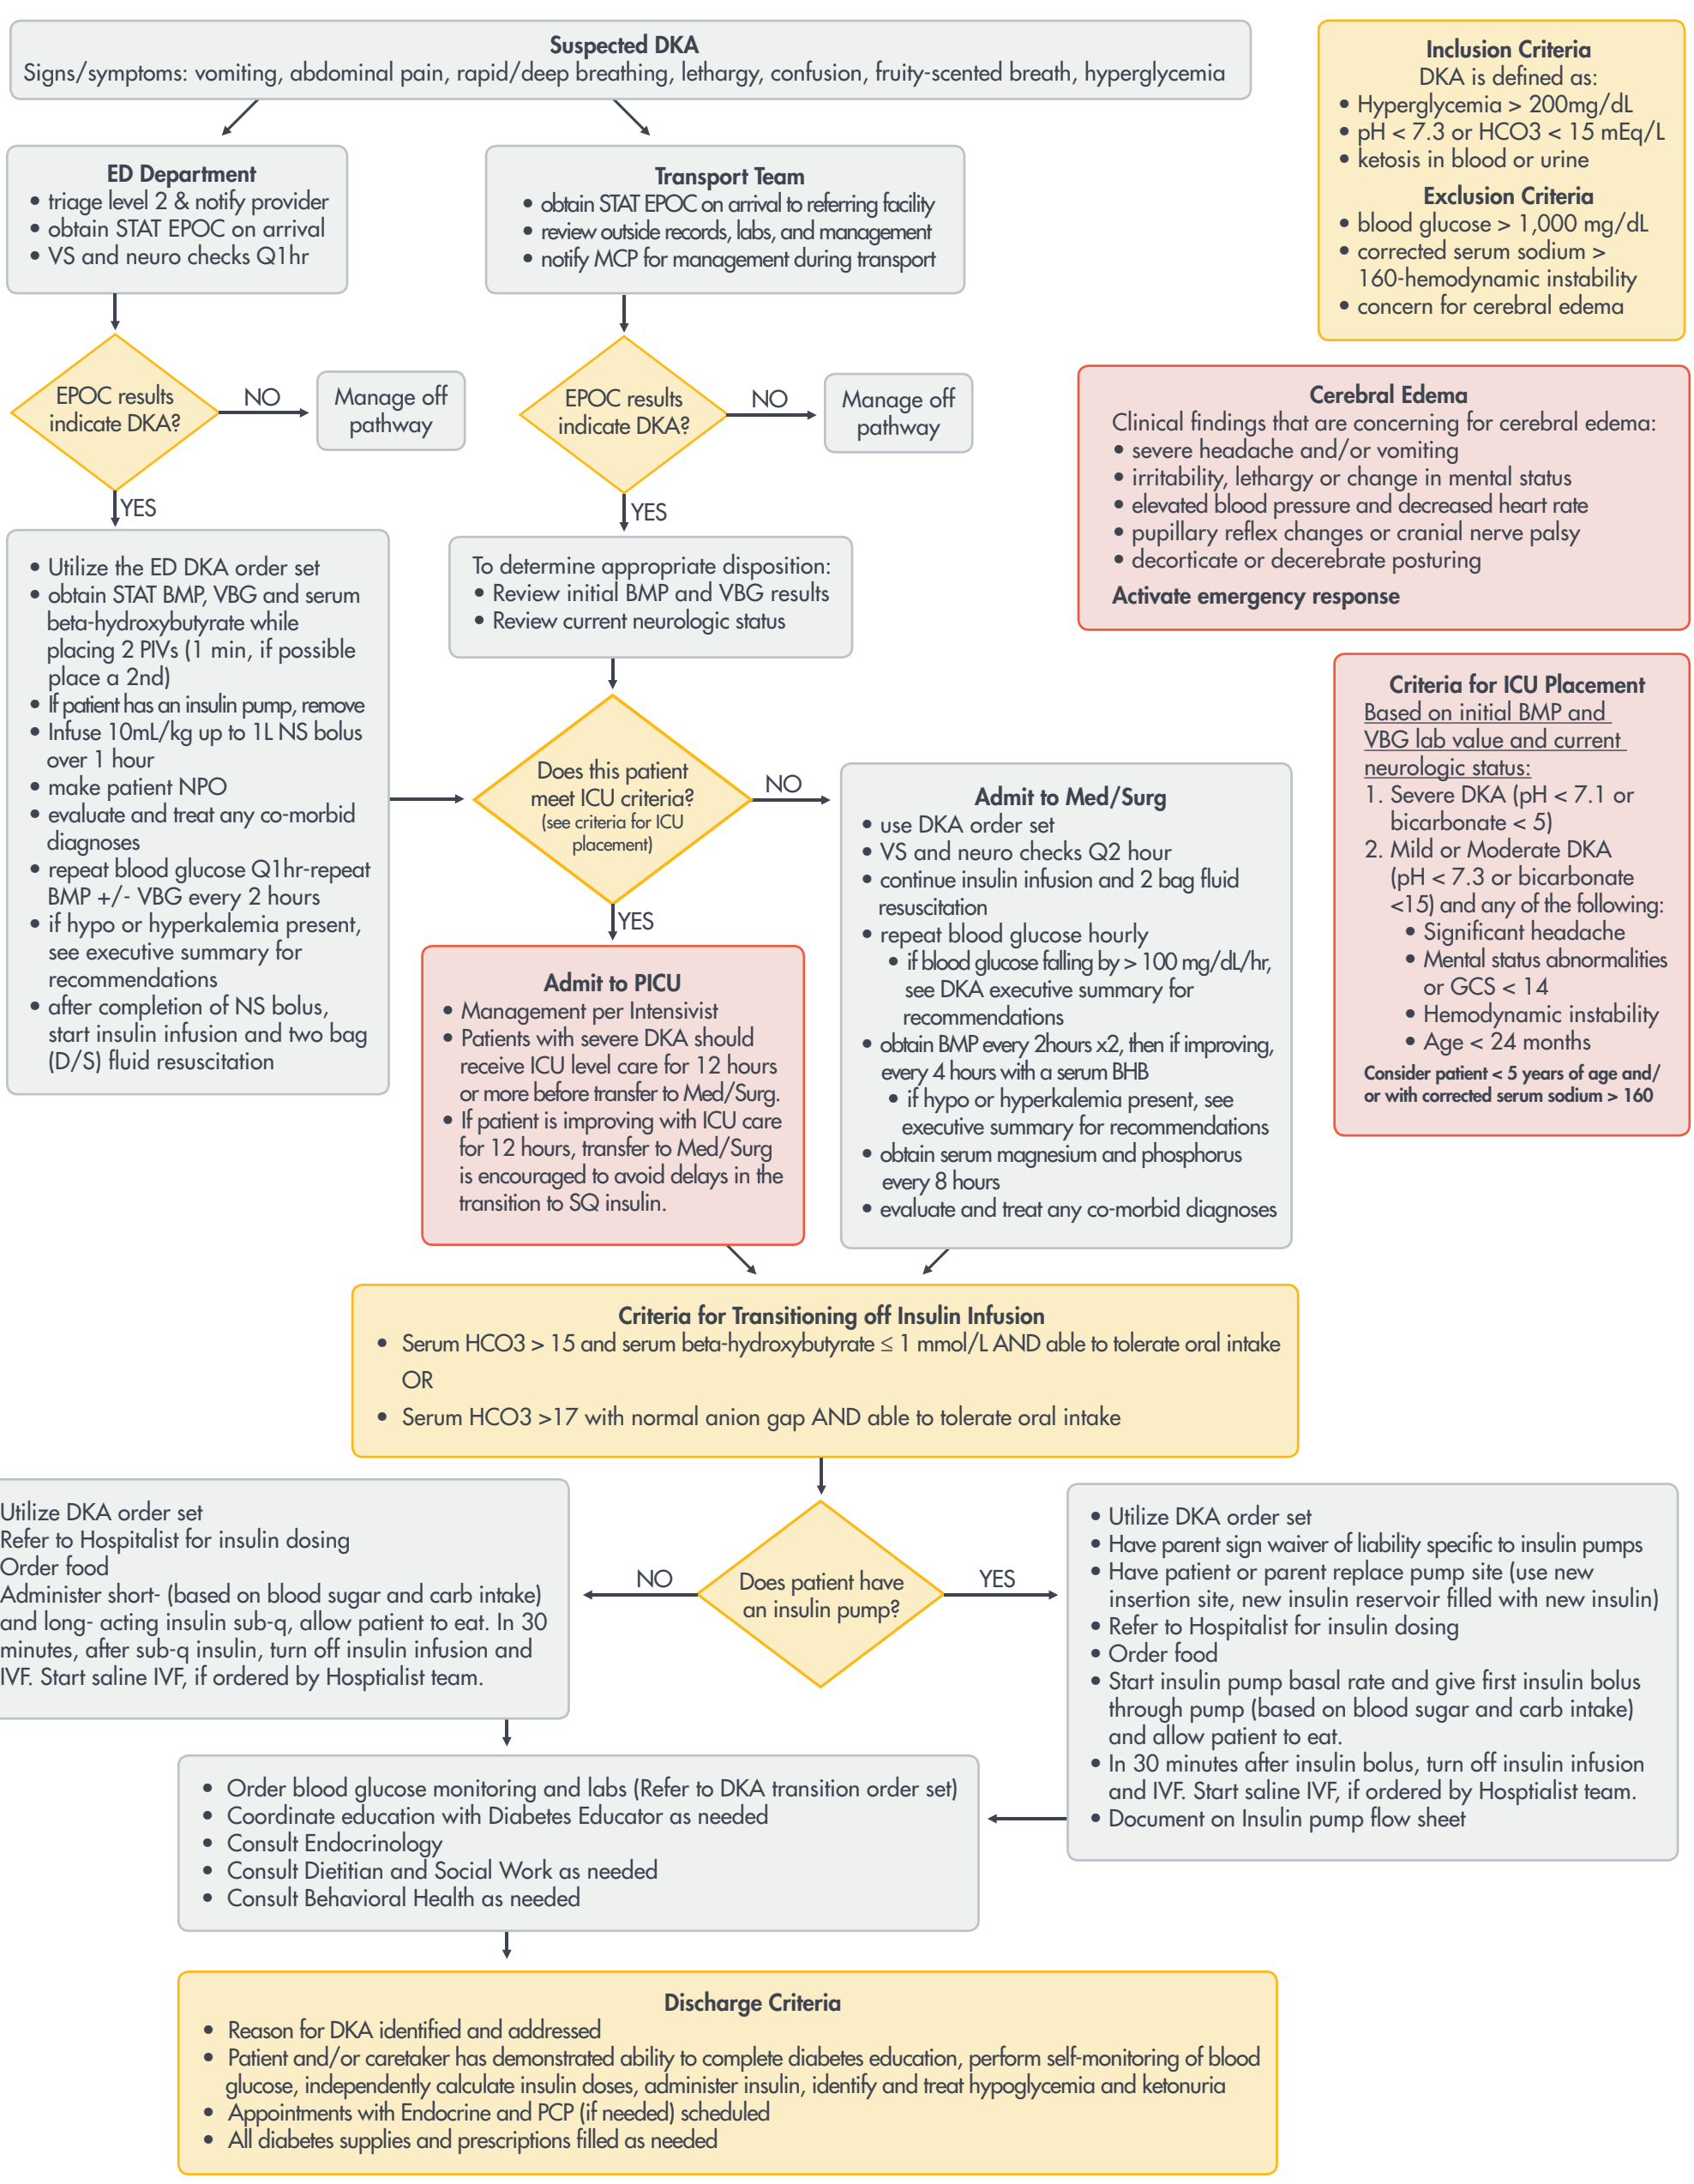 Suspected DKA
Signs/symptoms: vomiting, abdominal pain, rapid/deep breathing, lethargy, confusion, fruity-scented breath, hyperglycemia
Inclusion Criteria
DKA is defined as:
• Hyperglycemia > 200mg/dL
• pH < 7.3 or HCO3 < 15 mEq/L
• ketosis in blood or urine
Exclusion Criteria
• blood glucose > 1,000 mg/dL
• corrected serum sodium >
160-hemodynamic instability
• concern for cerebral edema
ED Department
• triage level 2 & notify provider
• obtain STAT EPOC on arrival
• VS and neuro checks Q1hr
Transport Team
• obtain STAT EPOC on arrival to referring facility
• review outside records, labs, and management
• notify MCP for management during transport
EPOC results
indicate DKA?
NO
Manage off
pathway
YES
EPOC results
indicate DKA?
NO
Manage off
pathway
YES
Cerebral Edema
Clinical findings that are concerning for cerebral edema:
• severe headache and/or vomiting
• irritability, lethargy or change in mental status
• elevated blood pressure and decreased heart rate
• pupillary reflex changes or cranial nerve palsy
• decorticate or decerebrate posturing
Activate emergency response
• Utilize the ED DKA order set
• obtain STAT BMP, VBG and serum
beta-hydroxybutyrate while
placing 2 PIVs (1 min, if possible
place a 2nd)
• If patient has an insulin pump, remove
• Infuse 10mL/kg up to 1L NS bolus
over 1 hour
• make patient NPO
• evaluate and treat any co-morbid
diagnoses
• repeat blood glucose Q1hr-repeat
BMP +/- VBG every 2 hours
• if hypo or hyperkalemia present,
see executive summary for
recommendations
• after completion of NS bolus,
start insulin infusion and two bag
(D/S) fluid resuscitation
To determine appropriate disposition:
• Review initial BMP and VBG results
• Review current neurologic status
Does this patient
meet ICU criteria?
(see criteria for ICU
placement)
NO
YES
Criteria for ICU Placement
Based on initial BMP and
VBG lab value and current
neurologic status:
1. Severe DKA (pH < 7.1 or
bicarbonate < 5)
2. Mild or Moderate DKA
(pH < 7.3 or bicarbonate
<15) and any of the following:
• Significant headache
• Mental status abnormalities
or GCS < 14
• Hemodynamic instability
• Age < 24 months
Consider patient < 5 years of age and/
or with corrected serum sodium > 160
Admit to PICU
• Management per Intensivist
• Patients with severe DKA should
receive ICU level care for 12 hours
or more before transfer to Med/Surg.
• If patient is improving with ICU care
for 12 hours, transfer to Med/Surg
is encouraged to avoid delays in the
transition to SQ insulin.
Admit to Med/Surg
• use DKA order set
• VS and neuro checks Q2 hour
• continue insulin infusion and 2 bag fluid
resuscitation
• repeat blood glucose hourly
• if blood glucose falling by > 100 mg/dL/hr,
see DKA executive summary for
recommendations
• obtain BMP every 2hours x2, then if improving,
every 4 hours with a serum BHB
• if hypo or hyperkalemia present, see
executive summary for recommendations
• obtain serum magnesium and phosphorus
every 8 hours
• evaluate and treat any co-morbid diagnoses
Criteria for Transitioning off Insulin Infusion
• Serum HCO3 > 15 and serum beta-hydroxybutyrate ≤ 1 mmol/L AND able to tolerate oral intake
OR
• Serum HCO3 >17 with normal anion gap AND able to tolerate oral intake
Does patient have
an insulin pump?
NO
YES
Utilize DKA order set
Refer to Hospitalist for insulin dosing
Order food
Administer short- (based on blood sugar and carb intake)
and long- acting insulin sub-q, allow patient to eat. In 30
minutes, after sub-q insulin, turn off insulin infusion and
IVF. Start saline IVF, if ordered by Hosptialist team.
• Utilize DKA order set
• Have parent sign waiver of liability specific to insulin pumps
• Have patient or parent replace pump site (use new
insertion site, new insulin reservoir filled with new insulin)
• Refer to Hospitalist for insulin dosing
• Order food
• Start insulin pump basal rate and give first insulin bolus
through pump (based on blood sugar and carb intake)
and allow patient to eat.
• In 30 minutes after insulin bolus, turn off insulin infusion
and IVF. Start saline IVF, if ordered by Hosptialist team.
• Document on Insulin pump flow sheet
• Order blood glucose monitoring and labs (Refer to DKA transition order set)
• Coordinate education with Diabetes Educator as needed
• Consult Endocrinology
• Consult Dietitian and Social Work as needed
• Consult Behavioral Health as needed
Discharge Criteria
• Reason for DKA identified and addressed
• Patient and/or caretaker has demonstrated ability to complete diabetes education, perform self-monitoring of blood
glucose, independently calculate insulin doses, administer insulin, identify and treat hypoglycemia and ketonuria
• Appointments with Endocrine and PCP (if needed) scheduled
• All diabetes supplies and prescriptions filled as needed